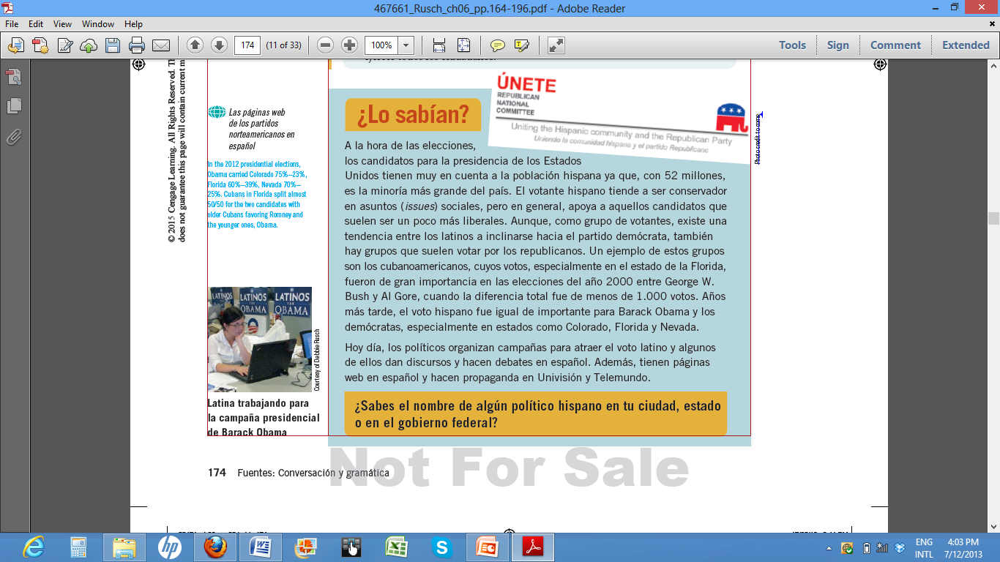 467661_Rusch_ch06_pp.164-196.pdf - Adobe Reader
File Edit View Window Help
174 (11 of 33) 100% Tools Sign Comment Extended
© 2015 Cengage Learning. All Rights Reserved.
does not guarantee this page will contain current
Las páginas web
de los partidos
norteamericanos en
español
In the 2012 presidential elections,
Obama carried Colorado 75%–23%,
Florida 60%–39%, Nevada 70%–
25%. Cubans in Florida split almost
50/50 for the two candidates with
older Cubans favoring Romney and
the younger ones, Obama.
LATINOS LATINOS LATINOS
OBAMA OBAMA
Courtesy of Debbie Rusch
Latina trabajando para
la campaña presidencial
de Barack Obama
ÚNETE
REPUBLICAN
NATIONAL
COMMITTEE
Uniting the Hispanic community and the Republican Party
Uniendo la comunidad hispana y el partido Republicano
Photo credit to come
¿Lo sabían?
A la hora de las elecciones,
los candidatos para la presidencia de los Estados
Unidos tienen muy en cuenta a la población hispana ya que, con 52 millones,
es la minoría más grande del país. El votante hispano tiende a ser conservador
en asuntos (issues) sociales, pero en general, apoya a aquellos candidatos que
suelen ser un poco más liberales. Aunque, como grupo de votantes, existe una
tendencia entre los latinos a inclinarse hacia el partido demócrata, también
hay grupos que suelen votar por los republicanos. Un ejemplo de estos grupos
son los cubanoamericanos, cuyos votos, especialmente en el estado de la Florida,
fueron de gran importancia en las elecciones del año 2000 entre George W.
Bush y Al Gore, cuando la diferencia total fue de menos de 1.000 votos. Años
más tarde, el voto hispano fue igual de importante para Barack Obama y los
demócratas, especialmente en estados como Colorado, Florida y Nevada.
Hoy día, los políticos organizan campañas para atraer el voto latino y algunos
de ellos dan discursos y hacen debates en español. Además, tienen páginas
web en español y hacen propaganda en Univisión y Telemundo.
¿Sabes el nombre de algún político hispano en tu ciudad, estado
o en el gobierno federal?
174 Fuentes: Conversación y gramática
Not For Sale
ENG 4:03 PM
INTL 7/12/2013